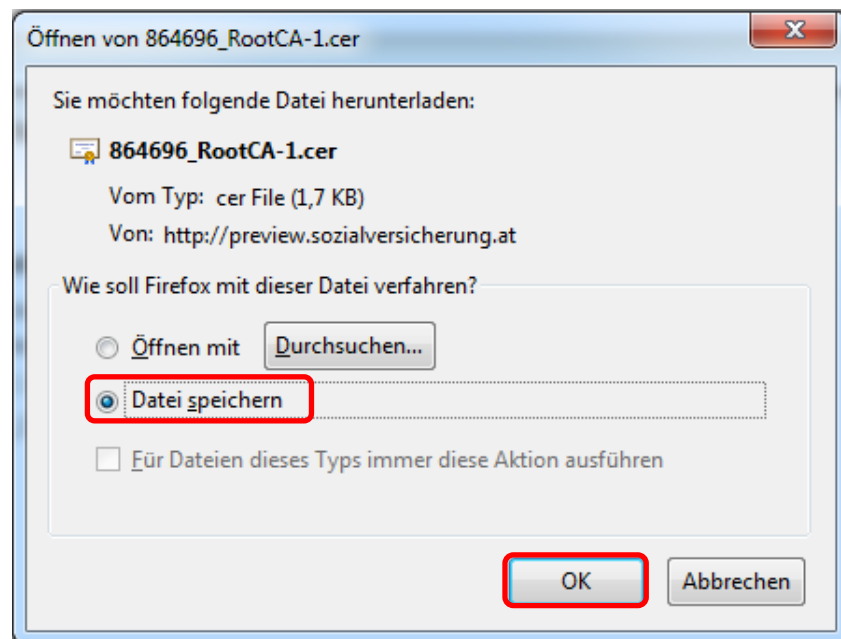 Öffnen von 864696_RootCA-1.cer
Sie möchten folgende Datei herunterladen:
864696_RootCA-1.cer
Vom Typ: cer File (1,7 KB)
Von: http://preview.sozialversicherung.at
Wie soll Firefox mit dieser Datei verfahren?
Öffnen mit Durchsuchen...
Datei speichern
Für Dateien dieses Typs immer diese Aktion ausführen
OK Abbrechen